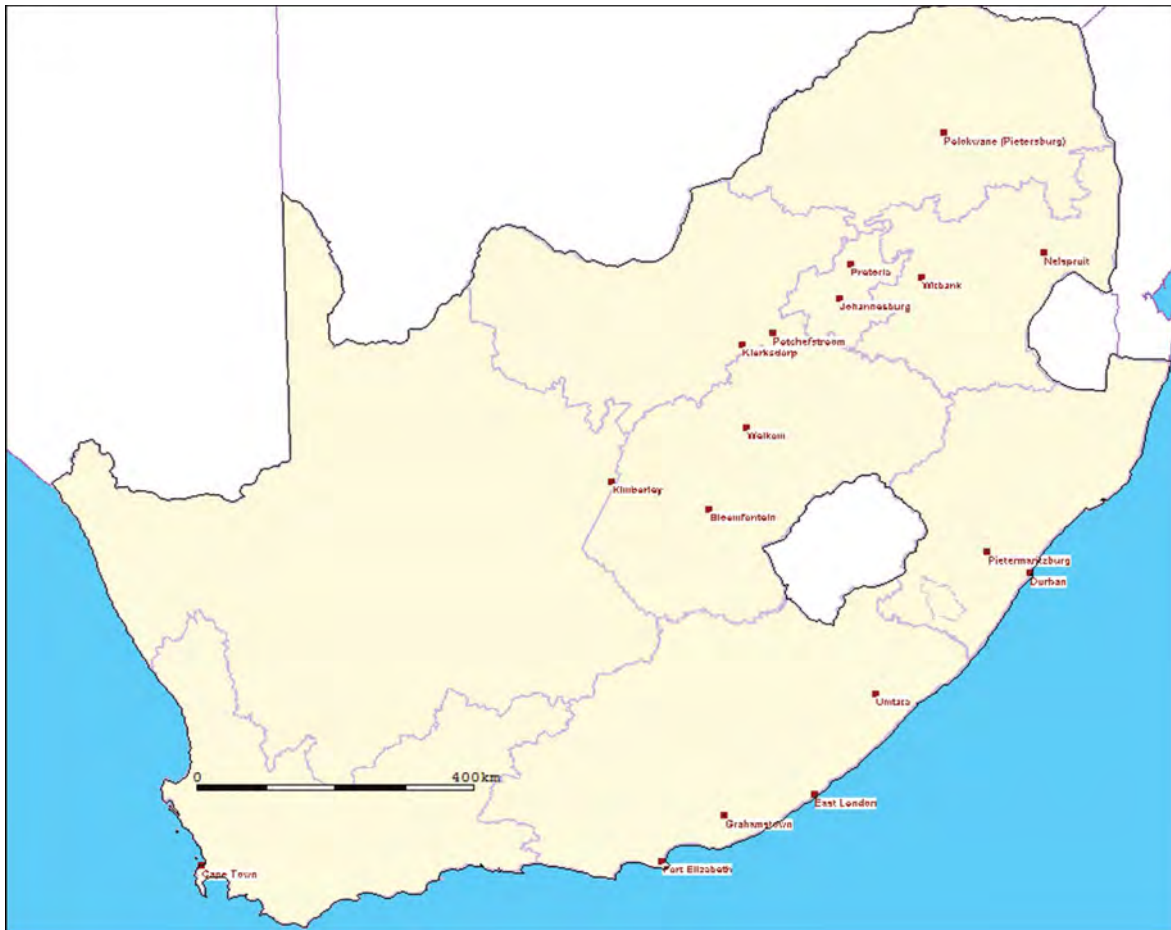 Polokwane (Pietersburg)
Nelspruit
Pretoria
Witbank
Johannesburg
Potchefstroom
Klerksdorp
Welkom
Kimberley
Bloemfontein
Pietermaritzburg
Durban
Umtata
0 400km
East London
Grahamstown
Port Elizabeth
Cape Town